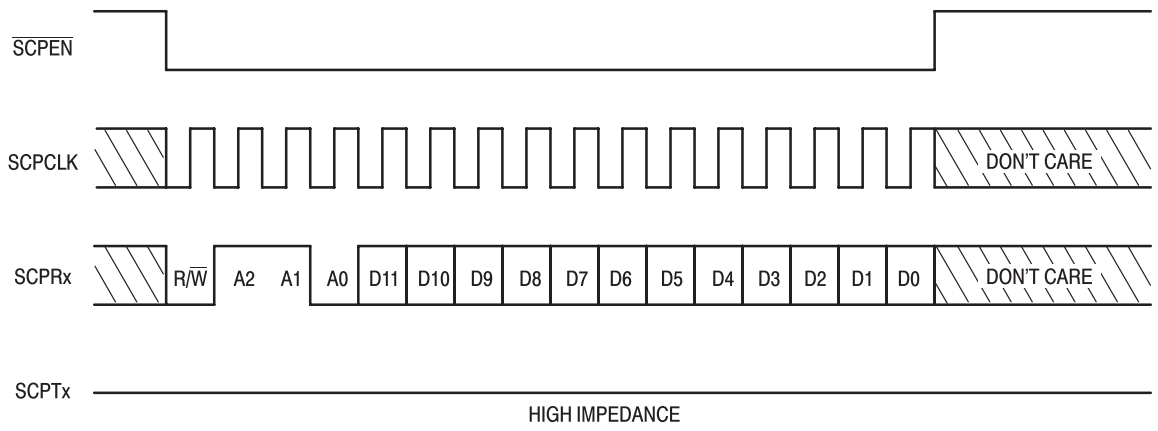 S̅C̅P̅E̅N̅
SCPCLK
DON'T CARE
SCPRx
R/W̅
A2
A1
A0
D11
D10
D9
D8
D7
D6
D5
D4
D3
D2
D1
D0
DON'T CARE
SCPTx
HIGH IMPEDANCE